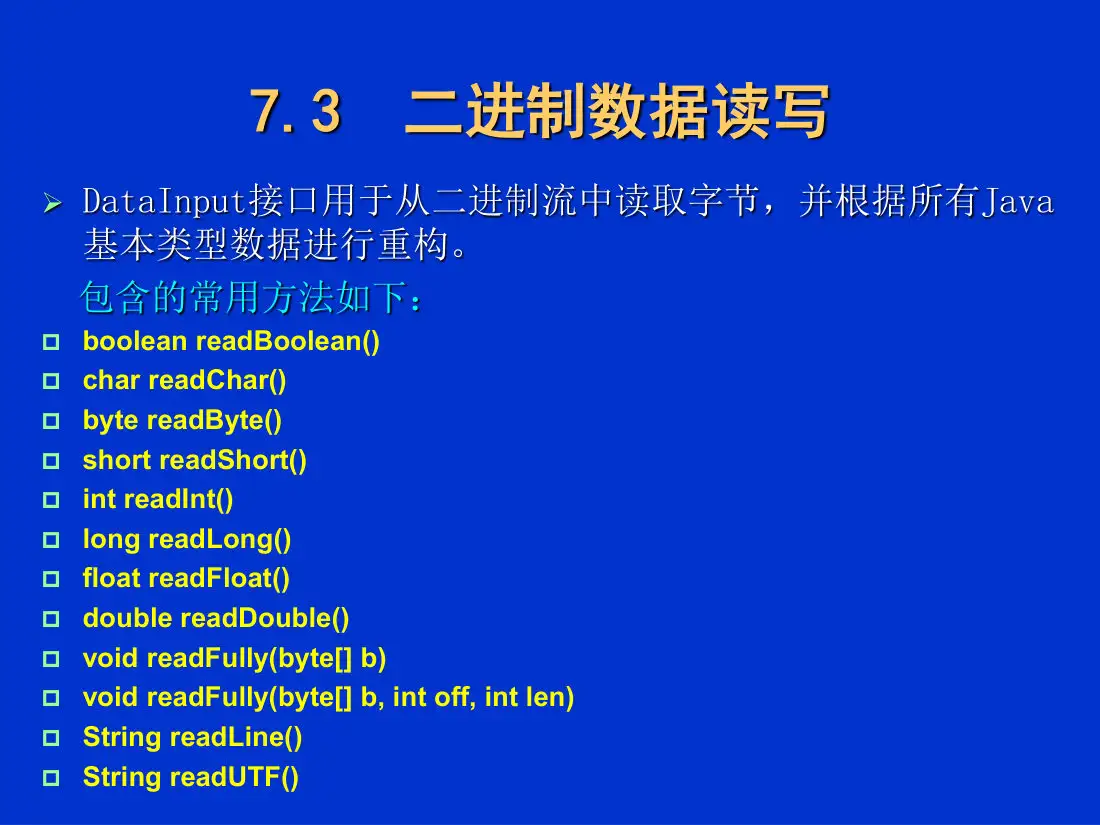 7.3 二进制数据读写
DataInput接口用于从二进制流中读取字节，并根据所有Java
基本类型数据进行重构。
包含的常用方法如下：
boolean readBoolean()
char readChar()
byte readByte()
short readShort()
int readInt()
long readLong()
float readFloat()
double readDouble()
void readFully(byte[] b)
void readFully(byte[] b, int off, int len)
String readLine()
String readUTF()